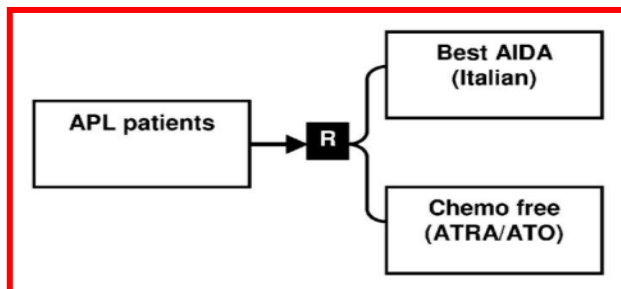 APL patients
R
Best AIDA
(Italian)
Chemo free
(ATRA/ATO)